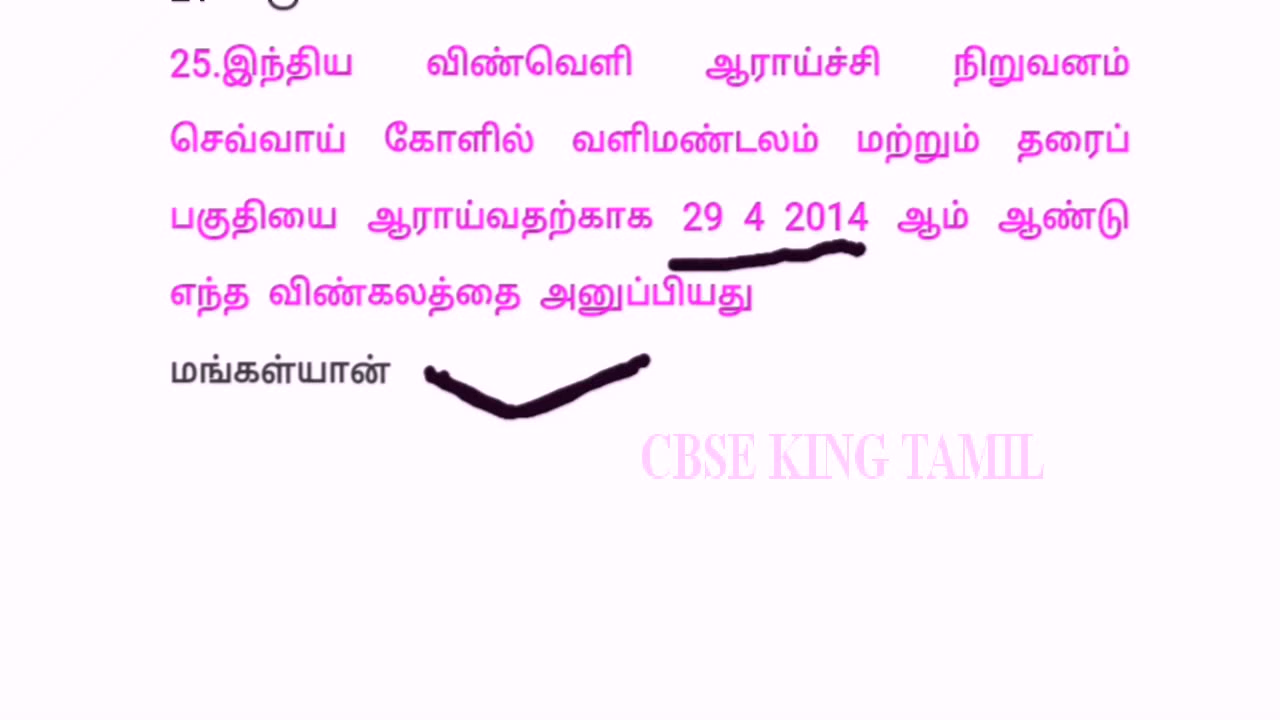 25.இந்திய விண்வெளி ஆராய்ச்சி நிறுவனம்
செவ்வாய் கோளில் வளிமண்டலம் மற்றும் தரைப்
பகுதியை ஆராய்வதற்காக 29 4 2014 ஆம் ஆண்டு
எந்த விண்கலத்தை அனுப்பியது
மங்கள்யான்
CBSE KING TAMIL